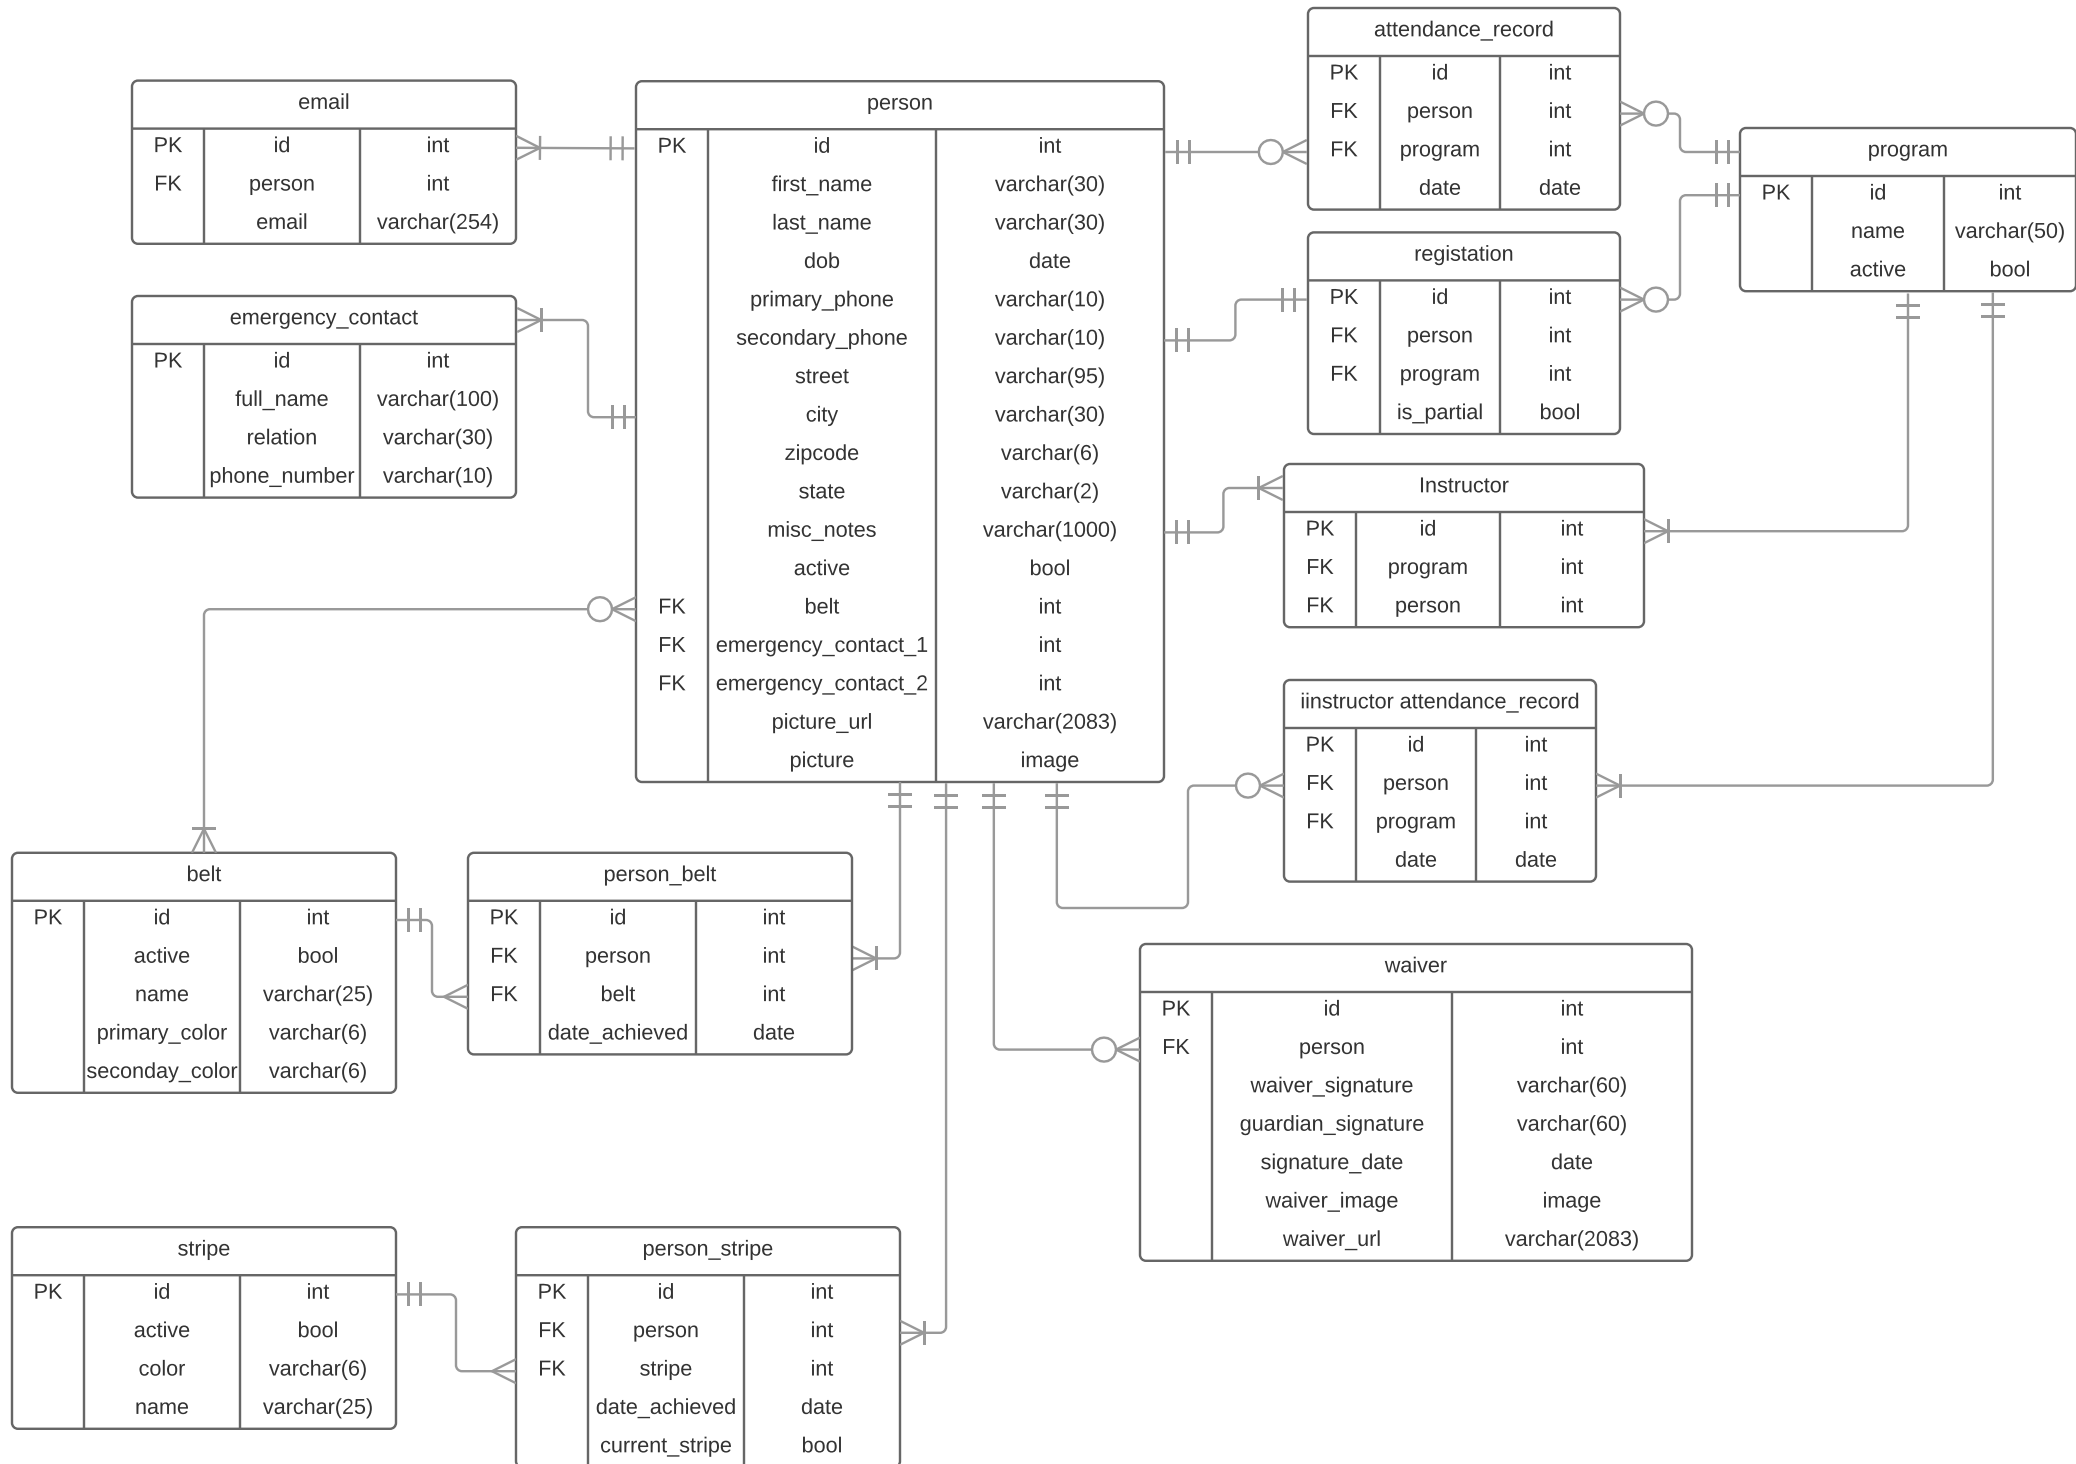 email
PK id int
FK person int
email varchar(254)
emergency_contact
PK id int
full_name varchar(100)
relation varchar(30)
phone_number varchar(10)
person
PK id int
first_name varchar(30)
last_name varchar(30)
dob date
primary_phone varchar(10)
secondary_phone varchar(10)
street varchar(95)
city varchar(30)
zipcode varchar(6)
state varchar(2)
misc_notes varchar(1000)
active bool
FK belt int
FK emergency_contact_1 int
FK emergency_contact_2 int
picture_url varchar(2083)
picture image
attendance_record
PK id int
FK person int
FK program int
date date
program
PK id int
name varchar(50)
active bool
registation
PK id int
FK person int
FK program int
is_partial bool
Instructor
PK id int
FK program int
FK person int
iinstructor attendance_record
PK id int
FK person int
FK program int
date date
belt
PK id int
active bool
name varchar(25)
primary_color varchar(6)
seconday_color varchar(6)
person_belt
PK id int
FK person int
FK belt int
date_achieved date
waiver
PK id int
FK person int
waiver_signature varchar(60)
guardian_signature varchar(60)
signature_date date
waiver_image image
waiver_url varchar(2083)
stripe
PK id int
active bool
color varchar(6)
name varchar(25)
person_stripe
PK id int
FK person int
FK stripe int
date_achieved date
current_stripe bool